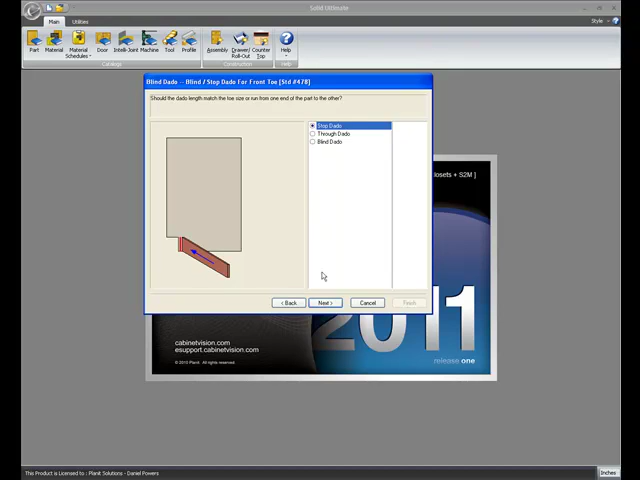 Solid Ultimate
Main
Utilities
Style
Part
Material
Material Schedules
Door
Intelli-Joint
Machine
Tool
Profile
Assembly
Drawer/ Roll-Out
Counter Top
Help
Catalogs
Construction
Help
Blind Dado -- Blind / Stop Dado For Front Toe [Std #478]
Should the dado length match the toe size or run from one end of the part to the other?
Stop Dado
Through Dado
Blind Dado
< Back
Next >
Cancel
Finish
losets + S2M ]
2011
release one
cabinetvision.com
esupport.cabinetvision.com
© 2010 Planit. All rights reserved.
This Product is Licensed to : Planit Solutions - Daniel Powers
Inches